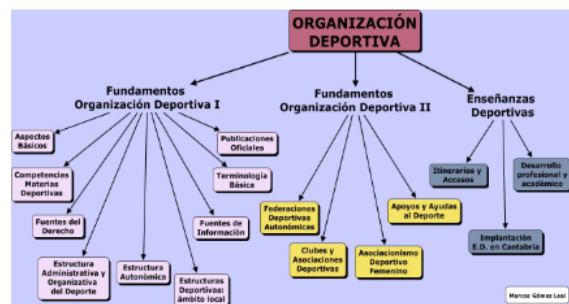 ORGANIZACIÓN
DEPORTIVA
Fundamentos
Organización Deportiva I
Fundamentos
Organización Deportiva II
Enseñanzas
Deportivas
Aspectos
Básicos
Publicaciones
Oficiales
Competencias
Materias
Deportivas
Terminología
Básica
Fuentes del
Derecho
Fuentes de
Información
Estructura
Administrativa y
Organizativa
del Deporte
Estructura
Autonómica
Estructuras
Deportivas:
ámbito local
Federaciones
Deportivas
Autonómicas
Apoyos y Ayudas
al Deporte
Clubes y
Asociaciones
Deportivas
Asociacionismo
Deportivo
Femenino
Itinerarios y
Accesos
Desarrollo
profesional y
académico
Implantación
E.D. en Cantabria
Marcos Gómez Leal